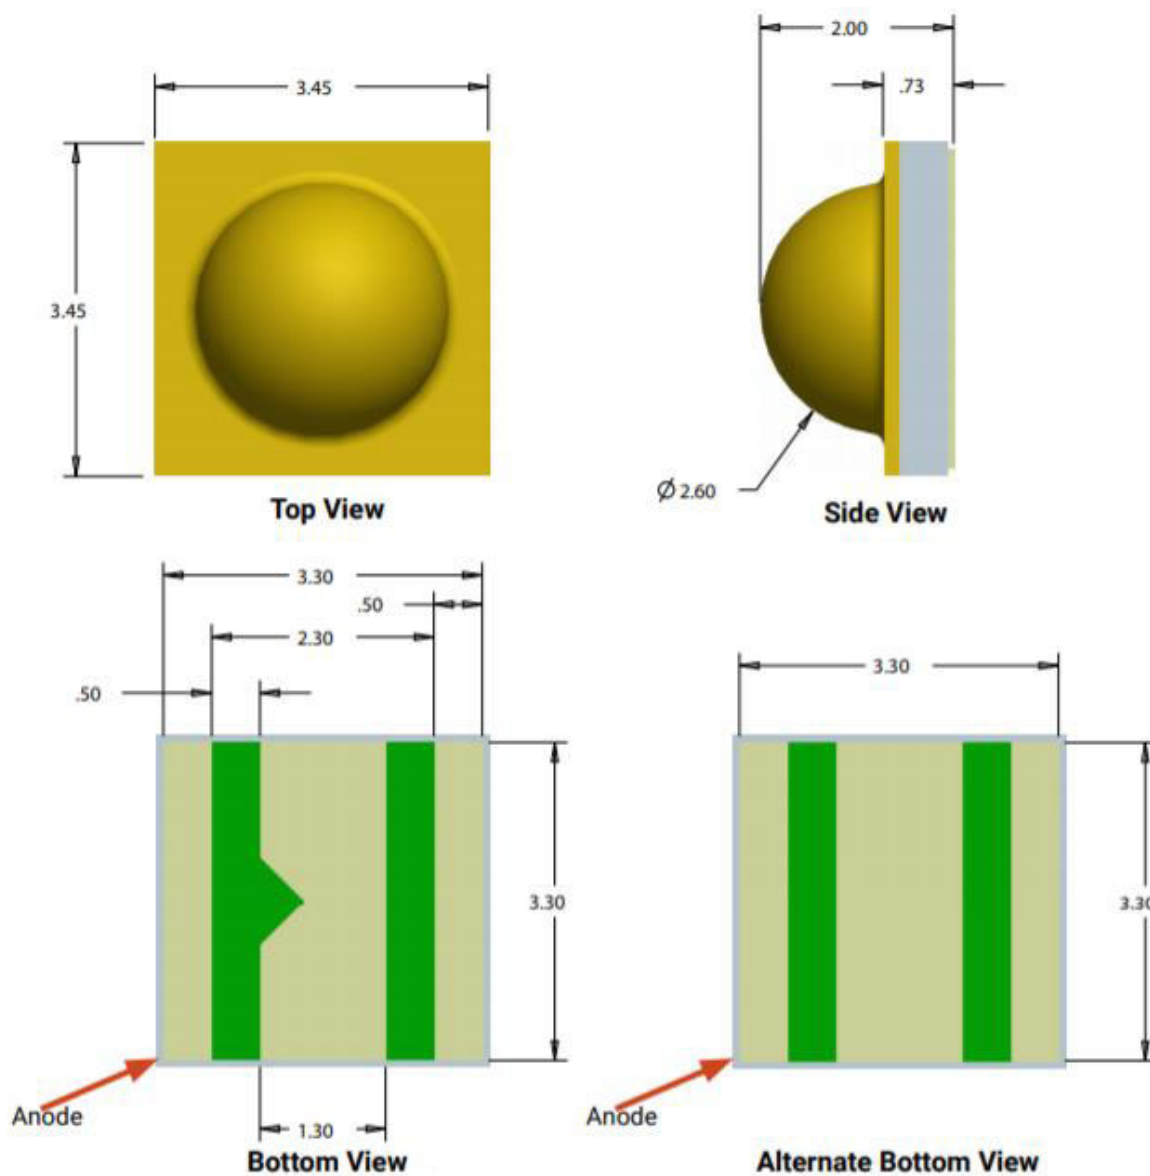 2.00
.73
3.45
3.45
Ø 2.60
Top View
Side View
3.30
.50
2.30
.50
3.30
3.30
3.30
Anode
Anode
1.30
Bottom View
Alternate Bottom View